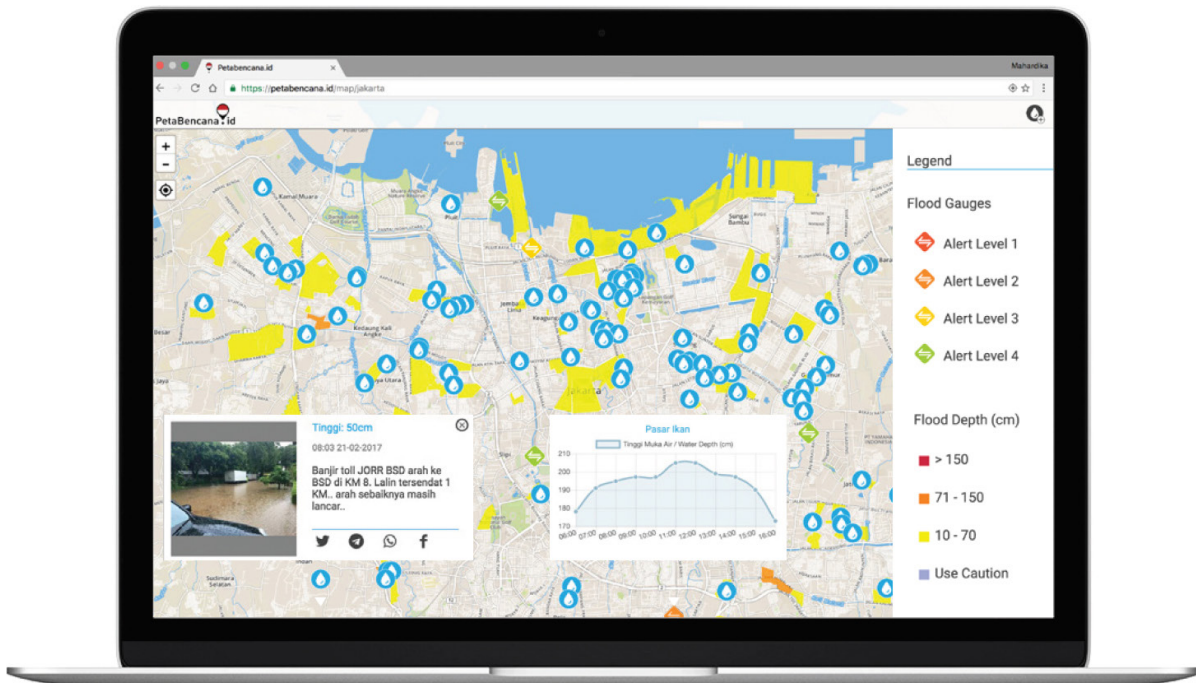 Petabencana.id
Mahardika
https://petabencana.id/map/jakarta
PetaBencana.id
+
-
Legend
Flood Gauges
Alert Level 1
Alert Level 2
Alert Level 3
Alert Level 4
Flood Depth (cm)
> 150
71 - 150
10 - 70
Use Caution
Kamal Muara
Pluit
Sungai
Bambu
Kedaung Kali
Angke
Jakarta
Slipi
Sudimara
Selatan
Tinggi: 50cm
08:03 21-02-2017
Banjir toll JORR BSD arah ke
BSD di KM 8. Lalin tersendat 1
KM.. arah sebaiknya masih
lancar..
Pasar Ikan
Tinggi Muka Air / Water Depth (cm)
210
200
190
180
170
06:00 07:00 08:00 09:00 10:00 11:00 12:00 13:00 14:00 15:00 16:00